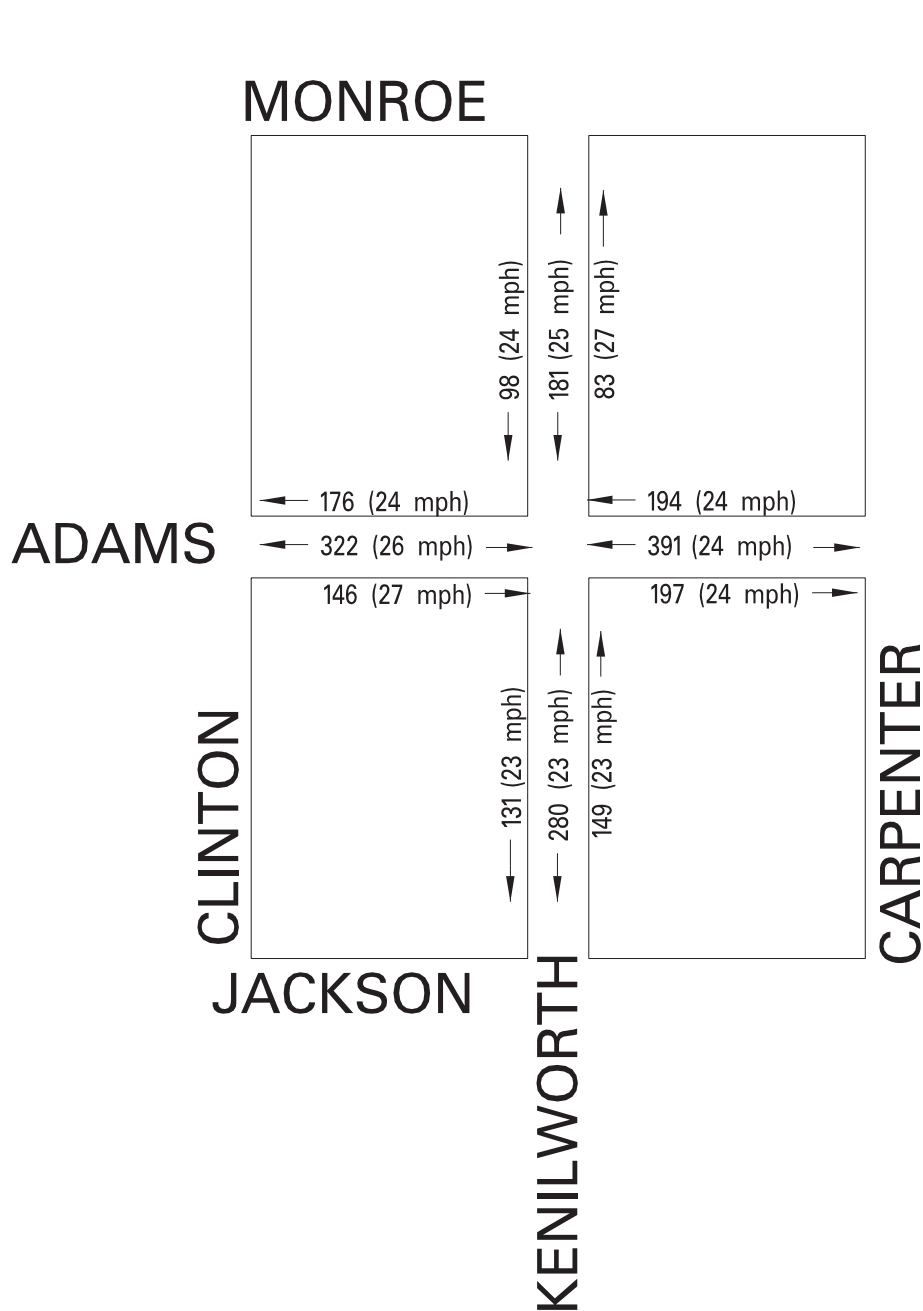 MONROE
98 (24 mph)
181 (25 mph)
83 (27 mph)
176 (24 mph)
194 (24 mph)
ADAMS
322 (26 mph)
391 (24 mph)
146 (27 mph)
197 (24 mph)
CLINTON
131 (23 mph)
280 (23 mph)
149 (23 mph)
CARPENTER
JACKSON
KENILWORTH